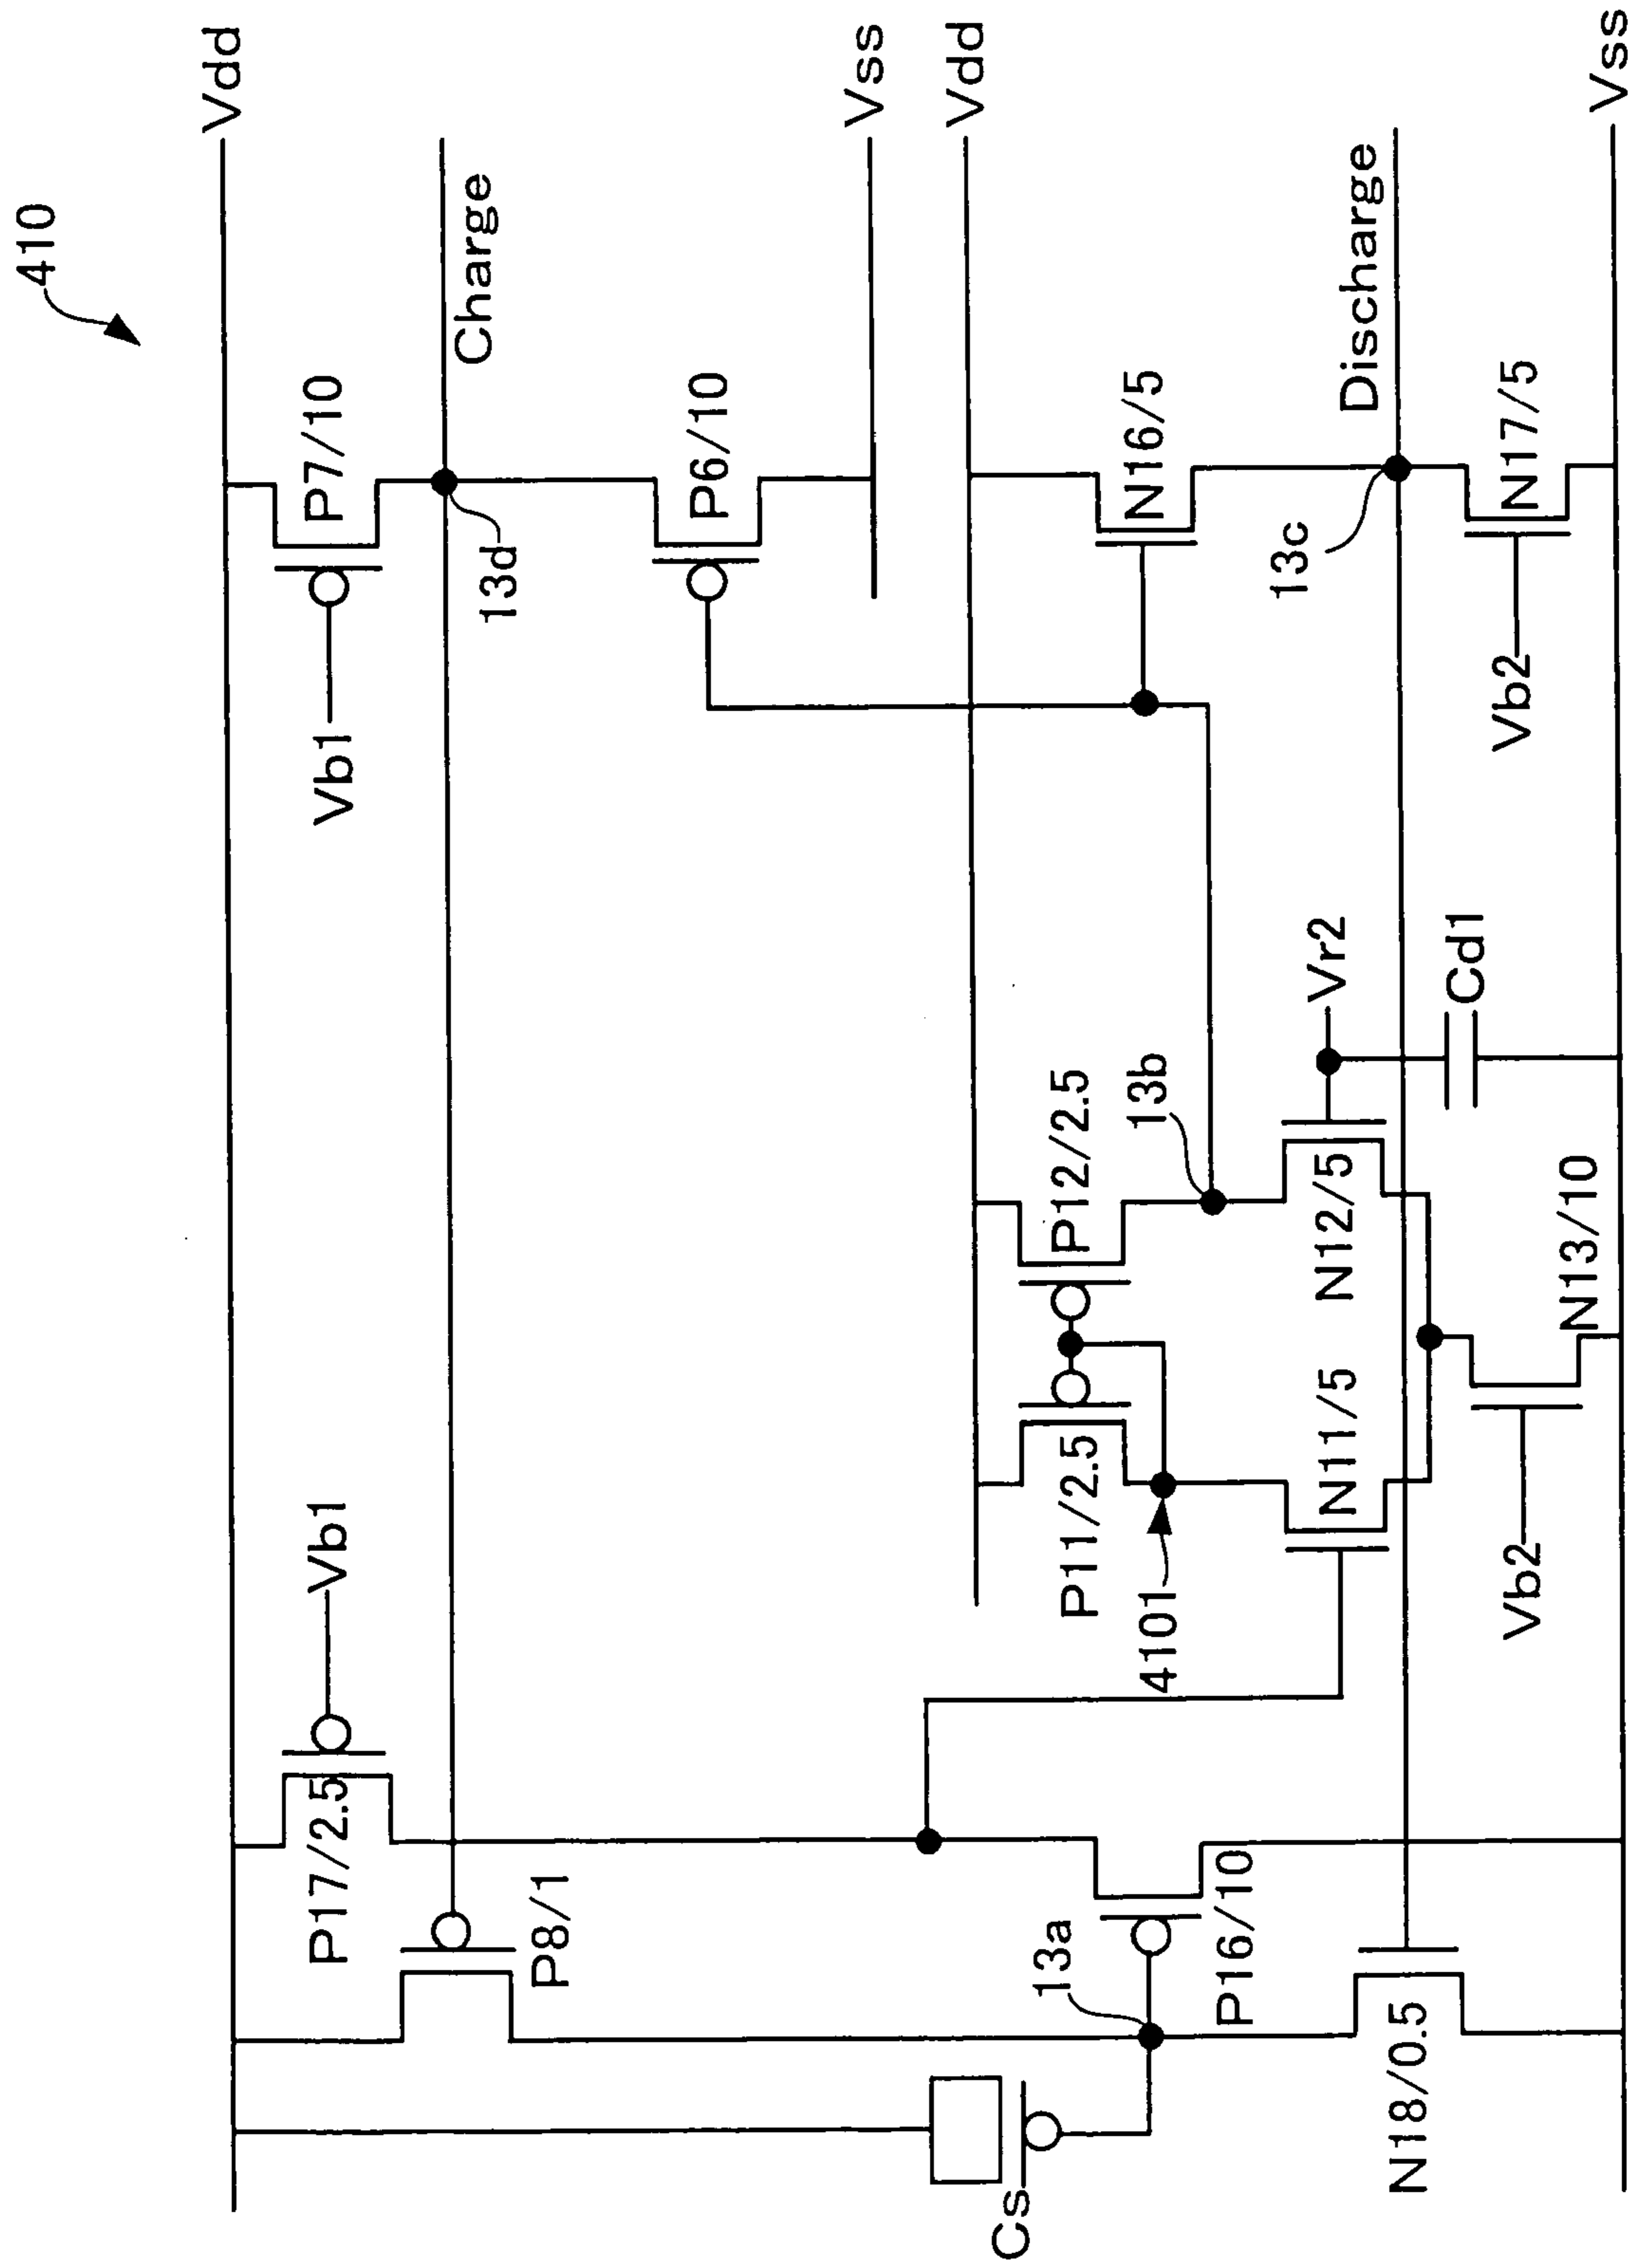 410
Vdd
Charge
Vss
Vdd
Discharge
Vss
P7/10
P6/10
N16/5
N17/5
13d
13c
Vb1
Vb2
Vr2
Cd1
13b
P12/2.5
N12/5
N13/10
P11/2.5
N11/5
4101
Vb2
Vb1
P17/2.5
P8/1
13a
P16/10
N18/0.5
Cs